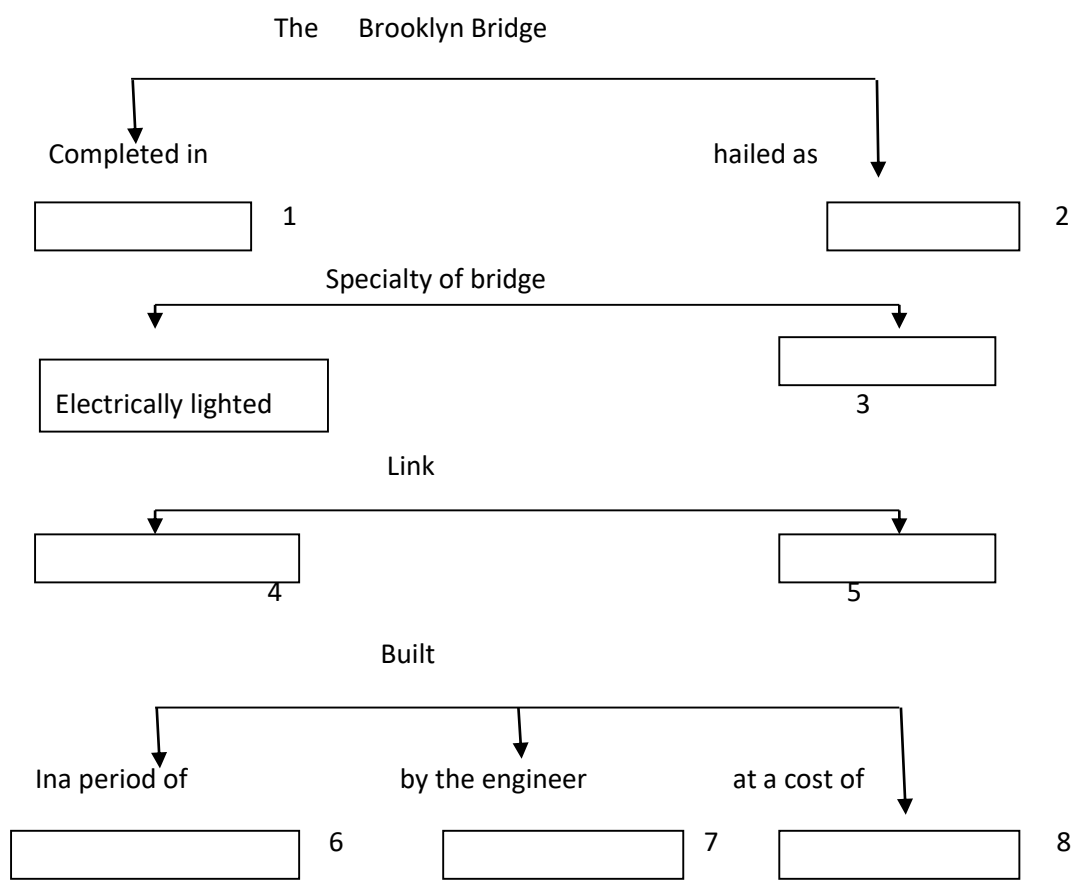 The Brooklyn Bridge
Completed in hailed as
1 2
Specialty of bridge
Electrically lighted
3
Link
4 5
Built
Ina period of by the engineer at a cost of
6 7 8